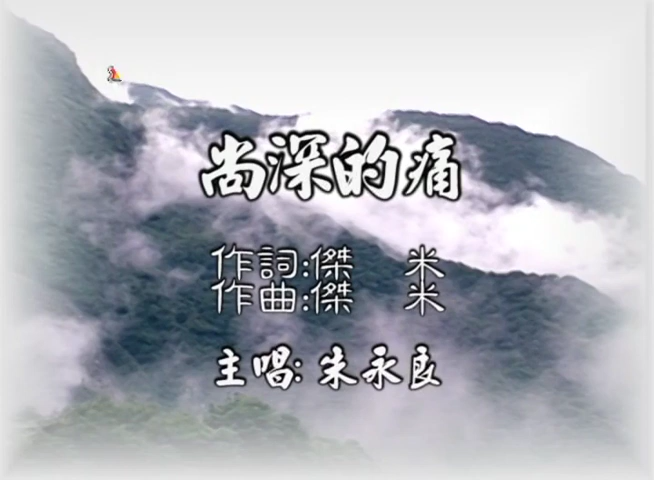 尚深的痛
作詞:傑 米
作曲:傑 米
主唱:朱永良